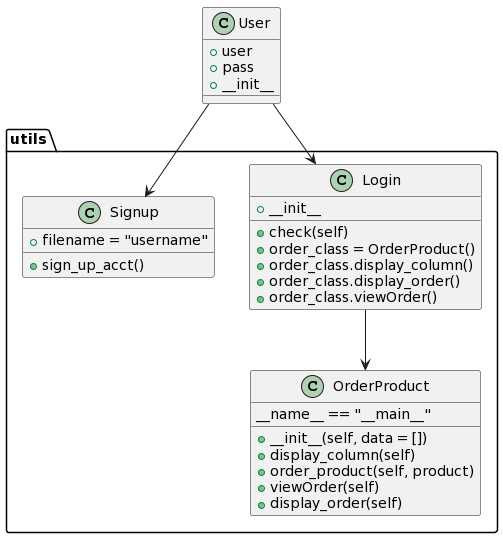 C User
user
pass
__init__
utils
C Signup
filename = "username"
sign_up_acct()
C Login
__init__
check(self)
order_class = OrderProduct()
order_class.display_column()
order_class.display_order()
order_class.viewOrder()
C OrderProduct
__name__ == "__main__"
__init__(self, data = [])
display_column(self)
order_product(self, product)
viewOrder(self)
display_order(self)